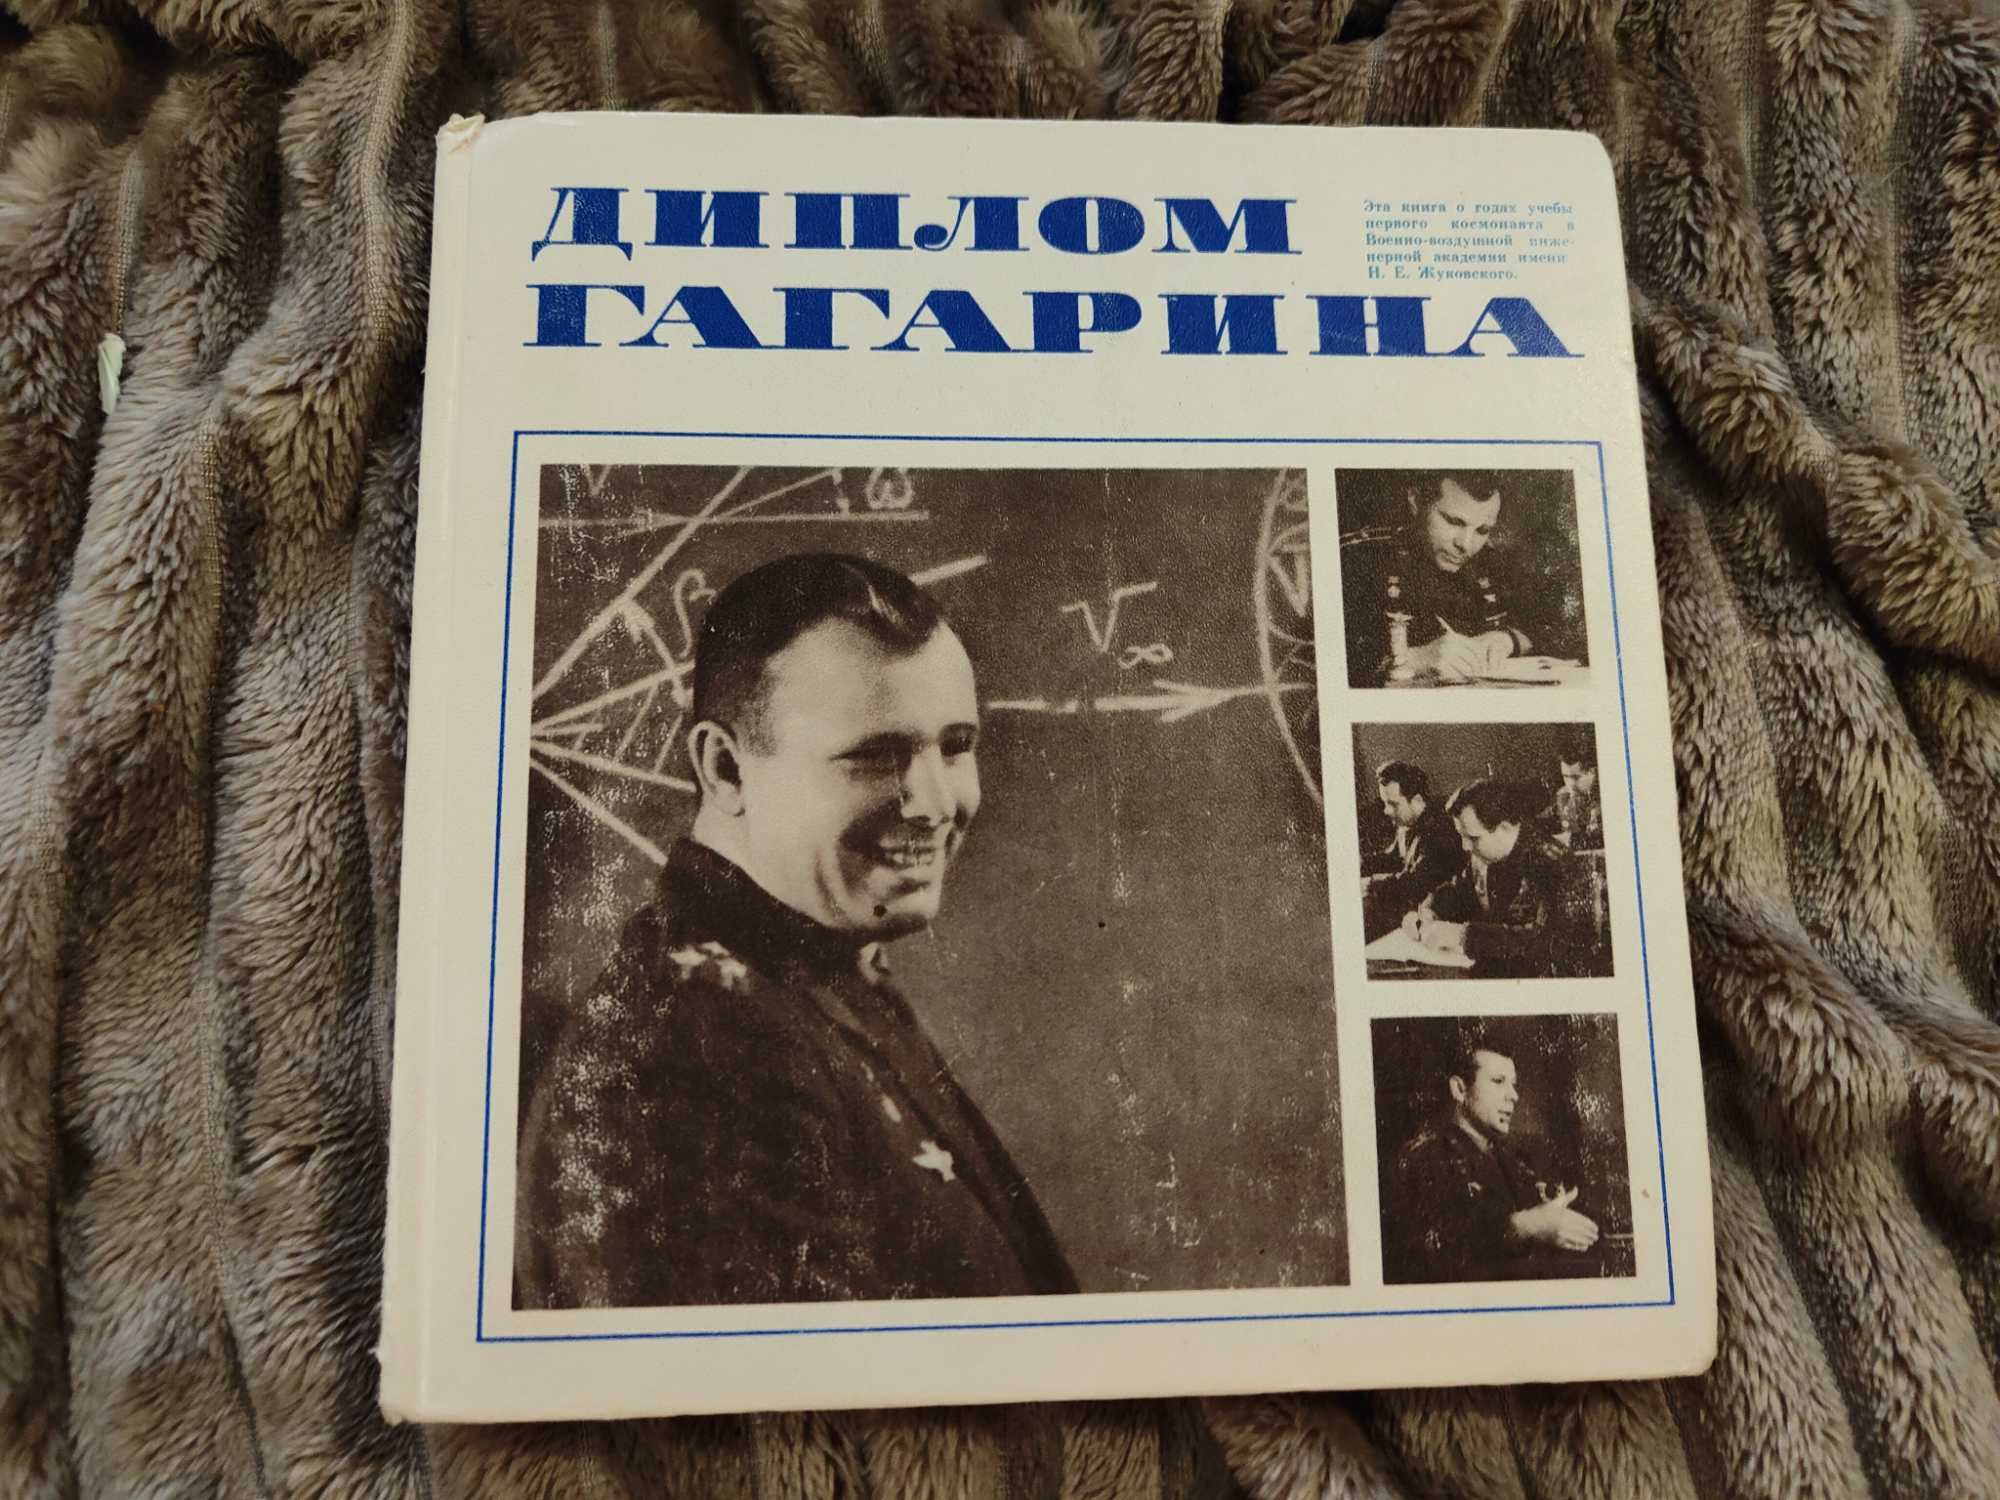 ДИПЛОМ
ГАГАРИНА
Эта книга о годах учебы
первого космонавта в
Военно-воздушной инже-
нерной академии имени
Н. Е. Жуковского.
ω
β
V∞
V